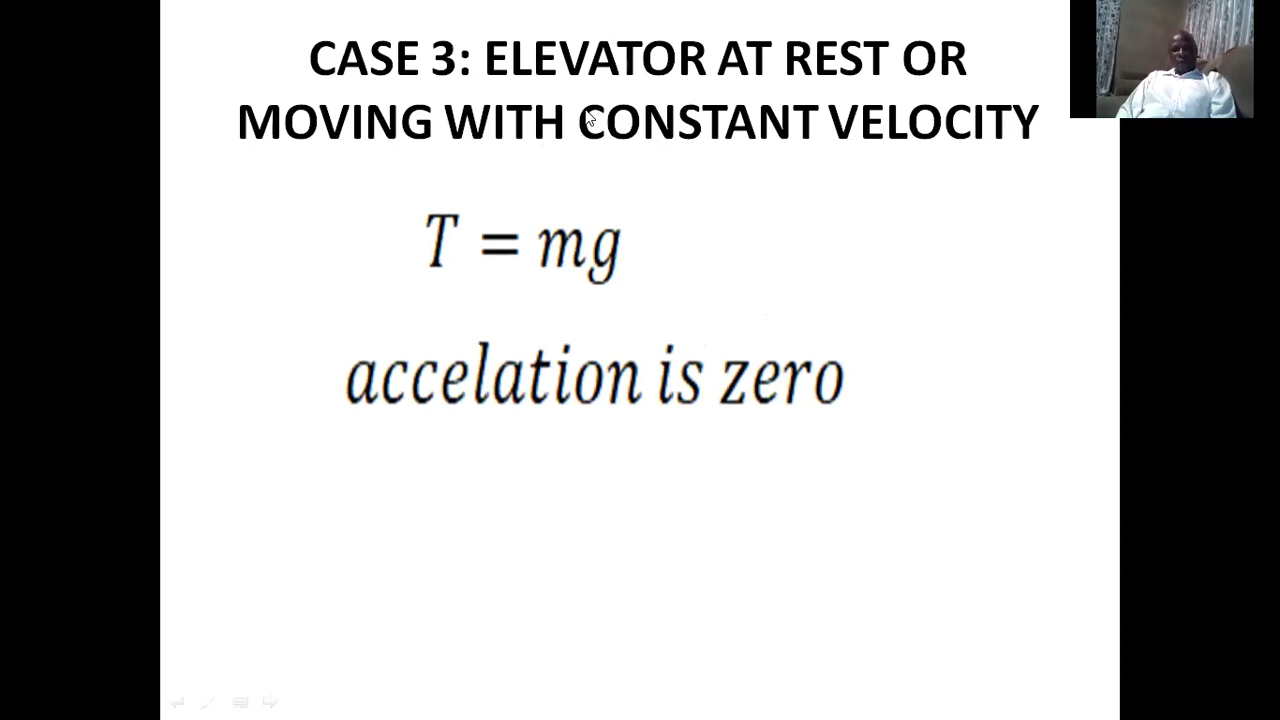 CASE 3: ELEVATOR AT REST OR
MOVING WITH CONSTANT VELOCITY
T = mg
accelation is zero